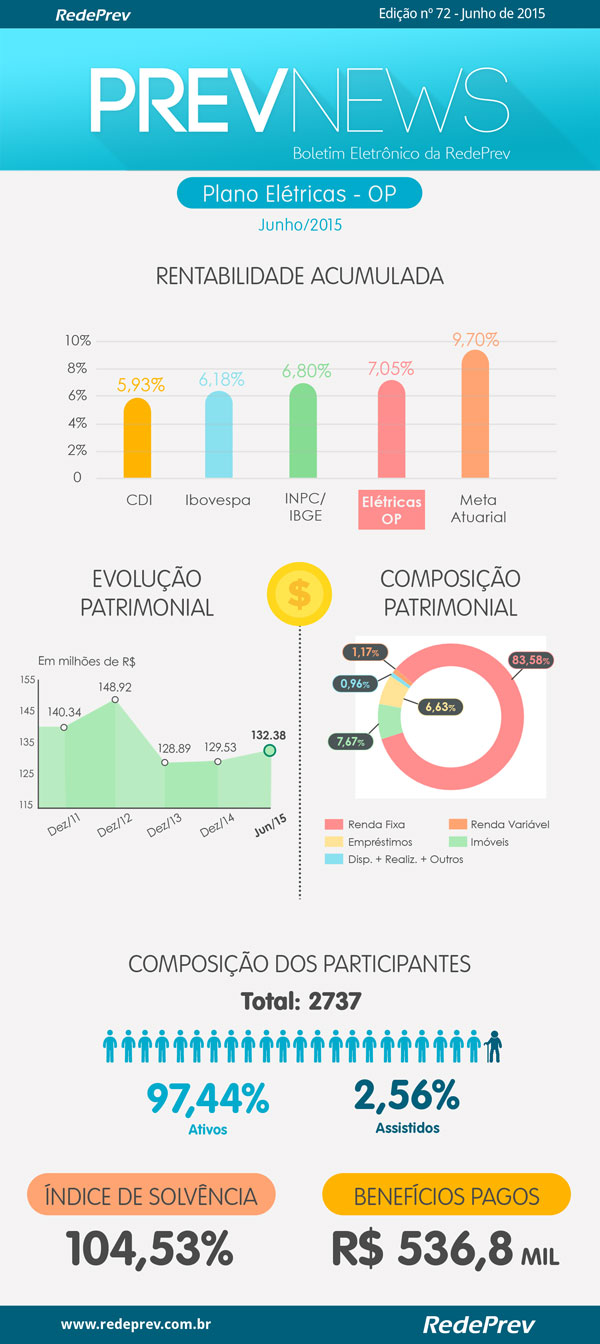 RedePrev
Edição nº 72 - Junho de 2015
PREVNEWS
Boletim Eletrônico da RedePrev
Plano Elétricas - OP
Junho/2015
RENTABILIDADE ACUMULADA
10%
8%
6%
4%
2%
0
5,93%
6,18%
6,80%
7,05%
9,70%
CDI
Ibovespa
INPC/
IBGE
Elétricas
OP
Meta
Atuarial
EVOLUÇÃO
PATRIMONIAL
$
Em milhões de R$
155
145
135
125
115
140.34
148.92
128.89
129.53
132.38
Dez/11
Dez/12
Dez/13
Dez/14
Jun/15
COMPOSIÇÃO
PATRIMONIAL
1,17%
83,58%
0,96%
6,63%
7,67%
Renda Fixa
Renda Variável
Empréstimos
Imóveis
Disp. + Realiz. + Outros
COMPOSIÇÃO DOS PARTICIPANTES
Total: 2737
97,44%
Ativos
2,56%
Assistidos
ÍNDICE DE SOLVÊNCIA
104,53%
BENEFÍCIOS PAGOS
R$ 536,8 MIL
www.redeprev.com.br
RedePrev